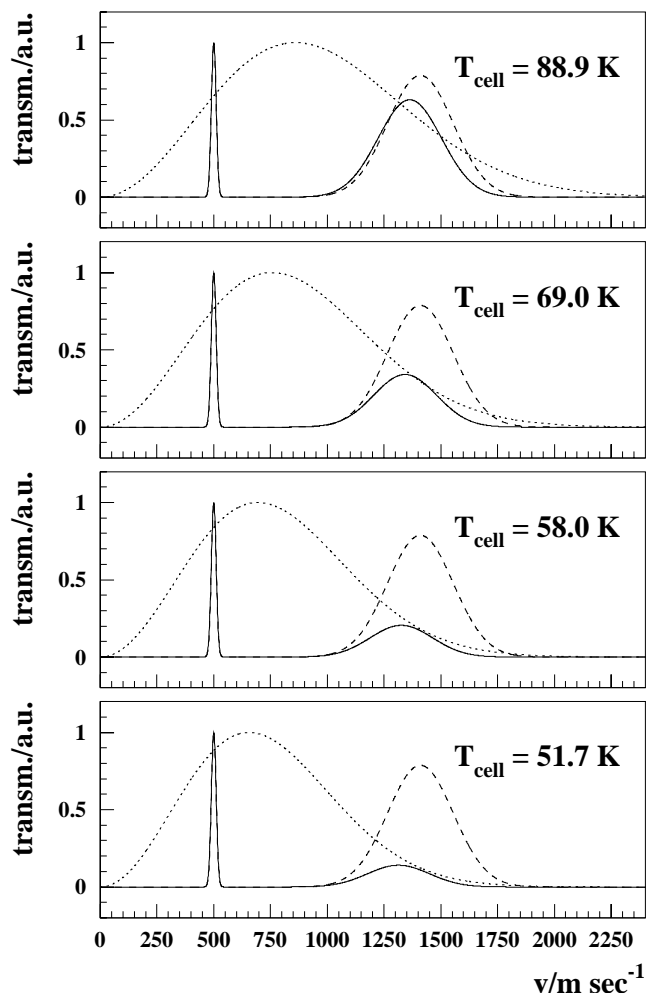 transm./a.u.
1
0.5
0
T_cell = 88.9 K
transm./a.u.
1
0.5
0
T_cell = 69.0 K
transm./a.u.
1
0.5
0
T_cell = 58.0 K
transm./a.u.
1
0.5
0
T_cell = 51.7 K
0 250 500 750 1000 1250 1500 1750 2000 2250
v/m sec⁻¹